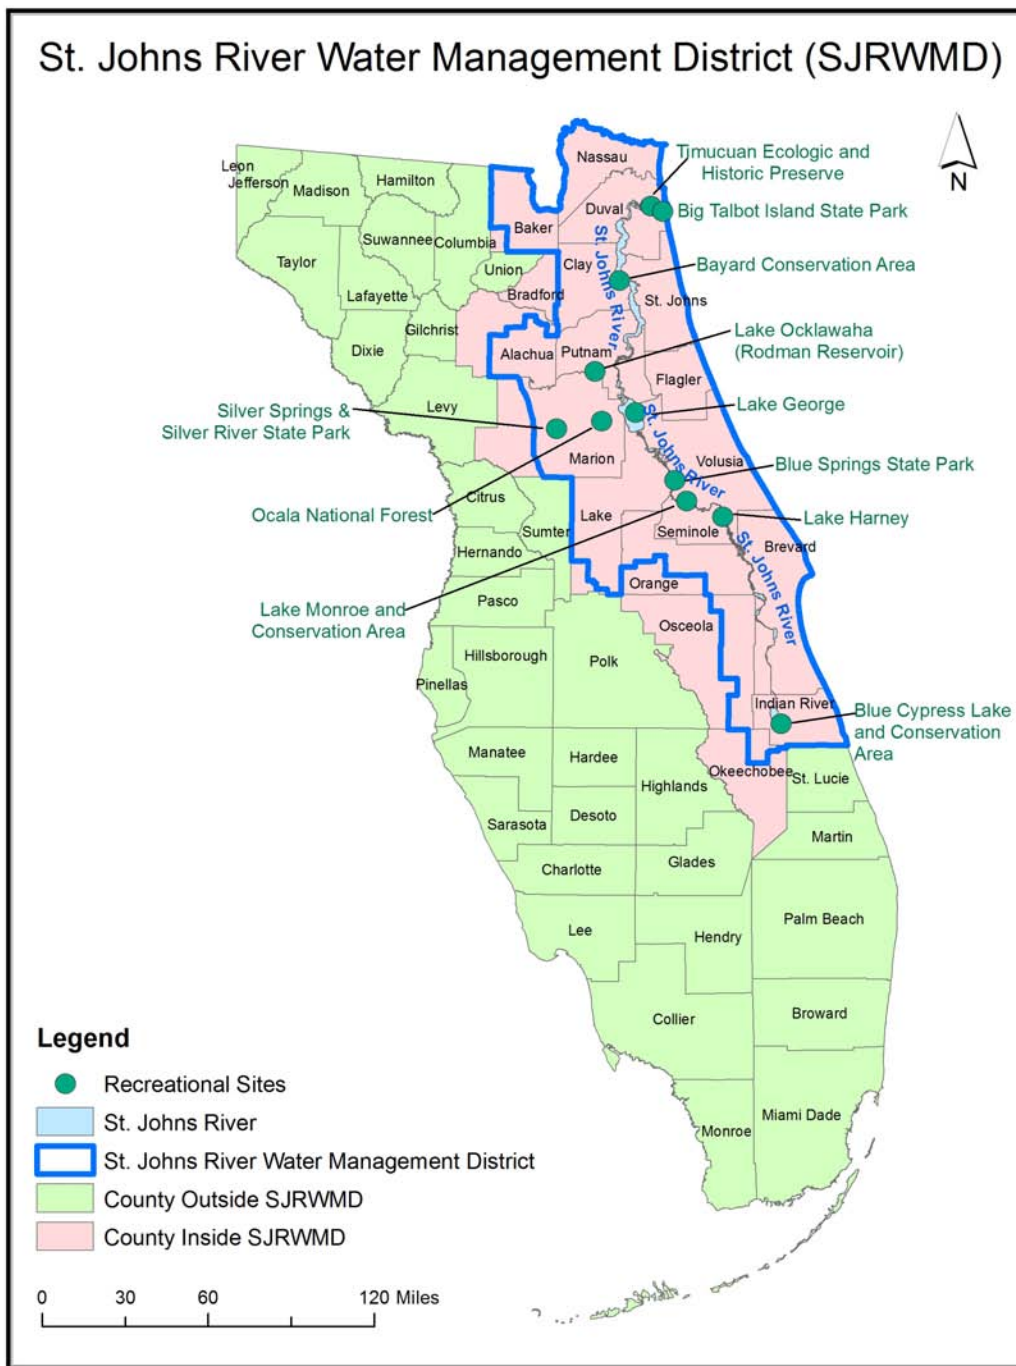 St. Johns River Water Management District (SJRWMD)
N
Nassau
Timucuan Ecologic and
Historic Preserve
Leon
Jefferson
Madison
Hamilton
Duval
Big Talbot Island State Park
Baker
Suwannee
Columbia
Taylor
Union
Clay
St. Johns River
Bayard Conservation Area
Lafayette
Bradford
St. Johns
Gilchrist
Dixie
Alachua
Putnam
Lake Ocklawaha
(Rodman Reservoir)
Flagler
Levy
Silver Springs &
Silver River State Park
Lake George
St. Johns River
Marion
Volusia
Blue Springs State Park
Citrus
Ocala National Forest
Sumter
Lake
Seminole
Lake Harney
Hernando
Brevard
St. Johns River
Orange
Pasco
Lake Monroe and
Conservation Area
Osceola
Hillsborough
Polk
Pinellas
Indian River
Blue Cypress Lake
and Conservation
Area
Manatee
Hardee
Okeechobee
Highlands
St. Lucie
Sarasota
Desoto
Martin
Charlotte
Glades
Palm Beach
Lee
Hendry
Collier
Broward
Miami Dade
Monroe
Legend
Recreational Sites
St. Johns River
St. Johns River Water Management District
County Outside SJRWMD
County Inside SJRWMD
0 30 60 120 Miles